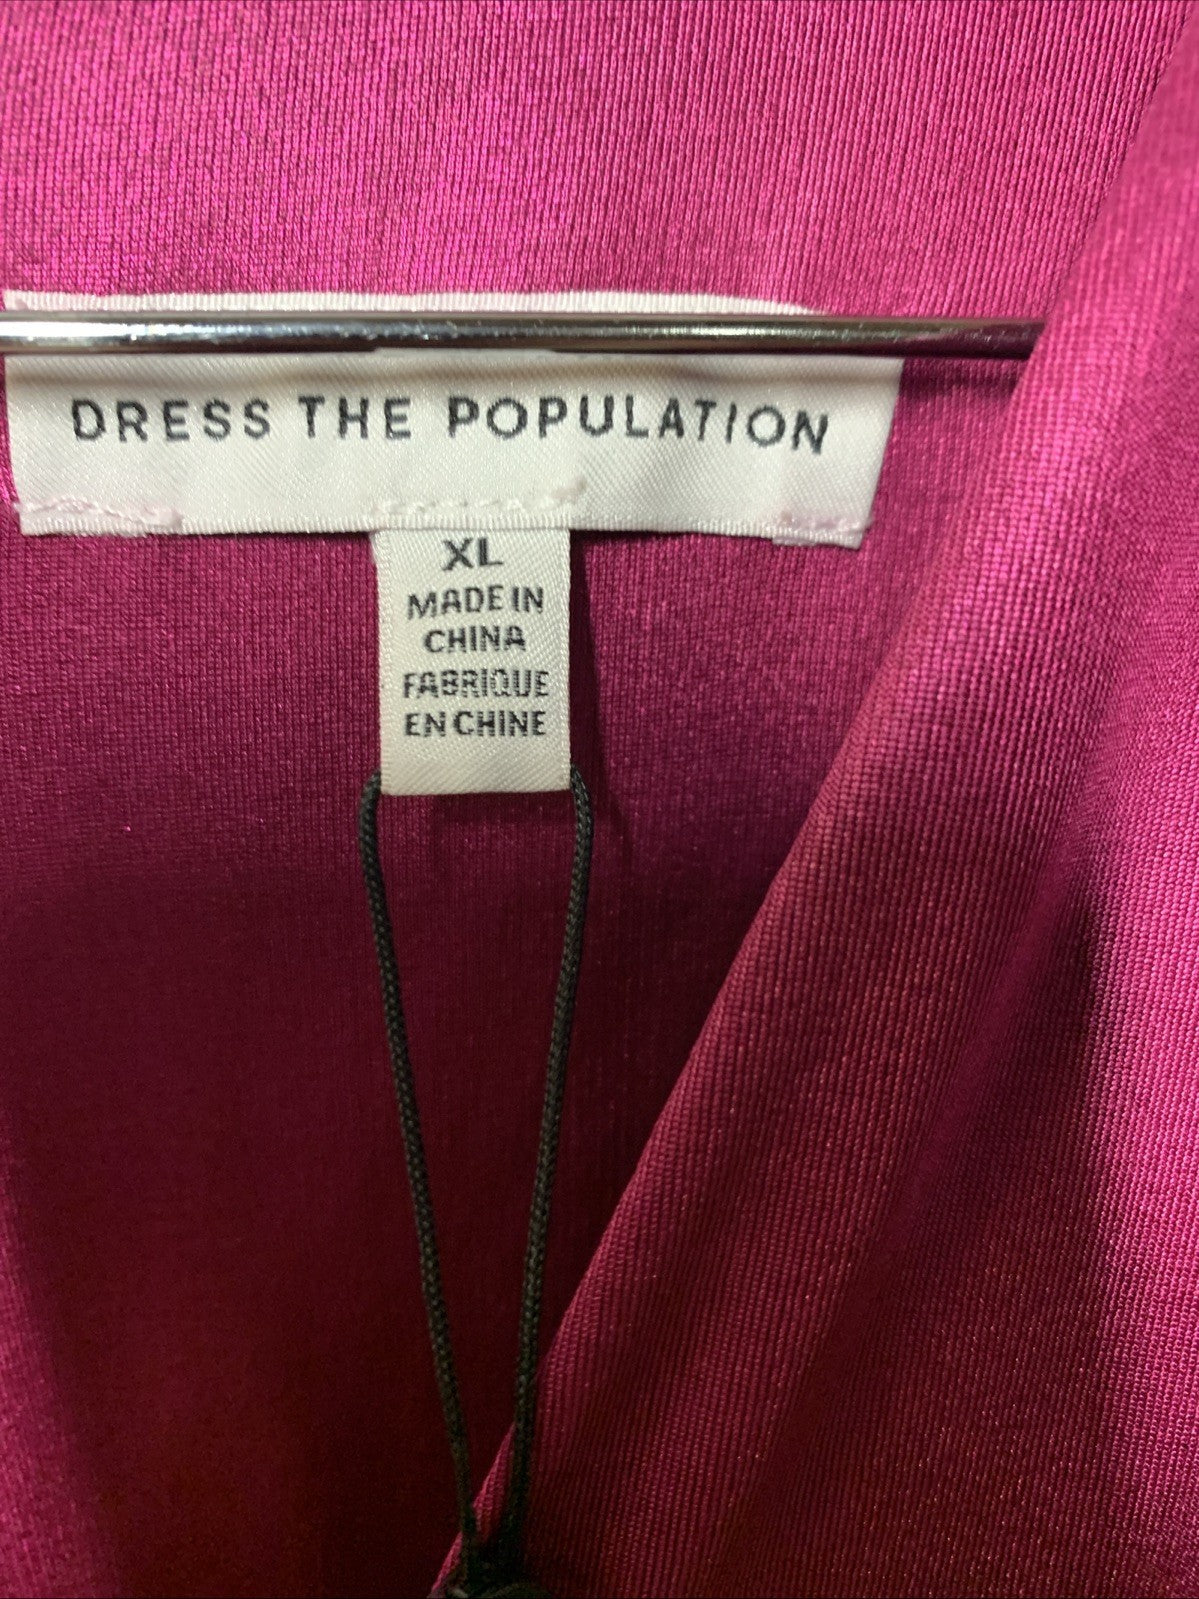 DRESS THE POPULATION
XL
MADE IN
CHINA
FABRIQUE
EN CHINE